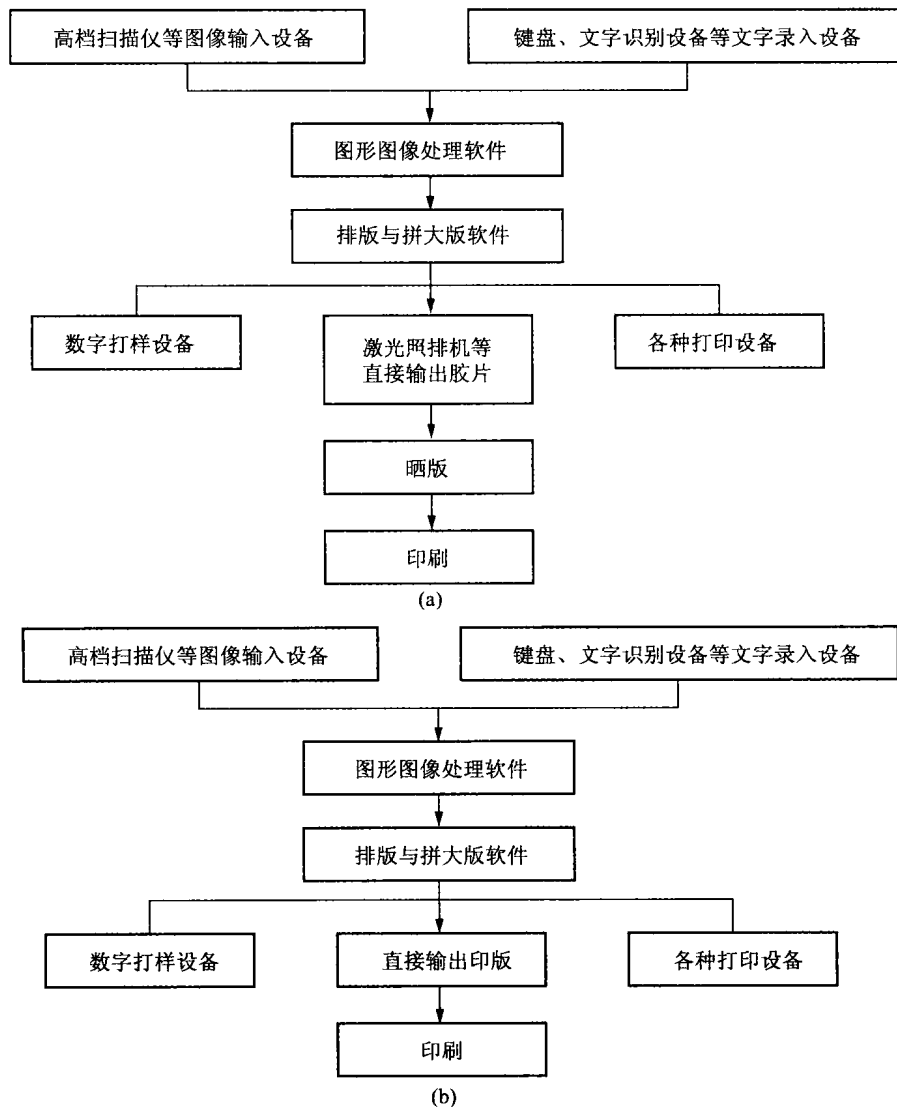 高档扫描仪等图像输入设备
键盘、文字识别设备等文字录入设备
图形图像处理软件
排版与拼大版软件
数字打样设备
激光照排机等
直接输出胶片
各种打印设备
晒版
印刷
(a)
高档扫描仪等图像输入设备
键盘、文字识别设备等文字录入设备
图形图像处理软件
排版与拼大版软件
数字打样设备
直接输出印版
各种打印设备
印刷
(b)